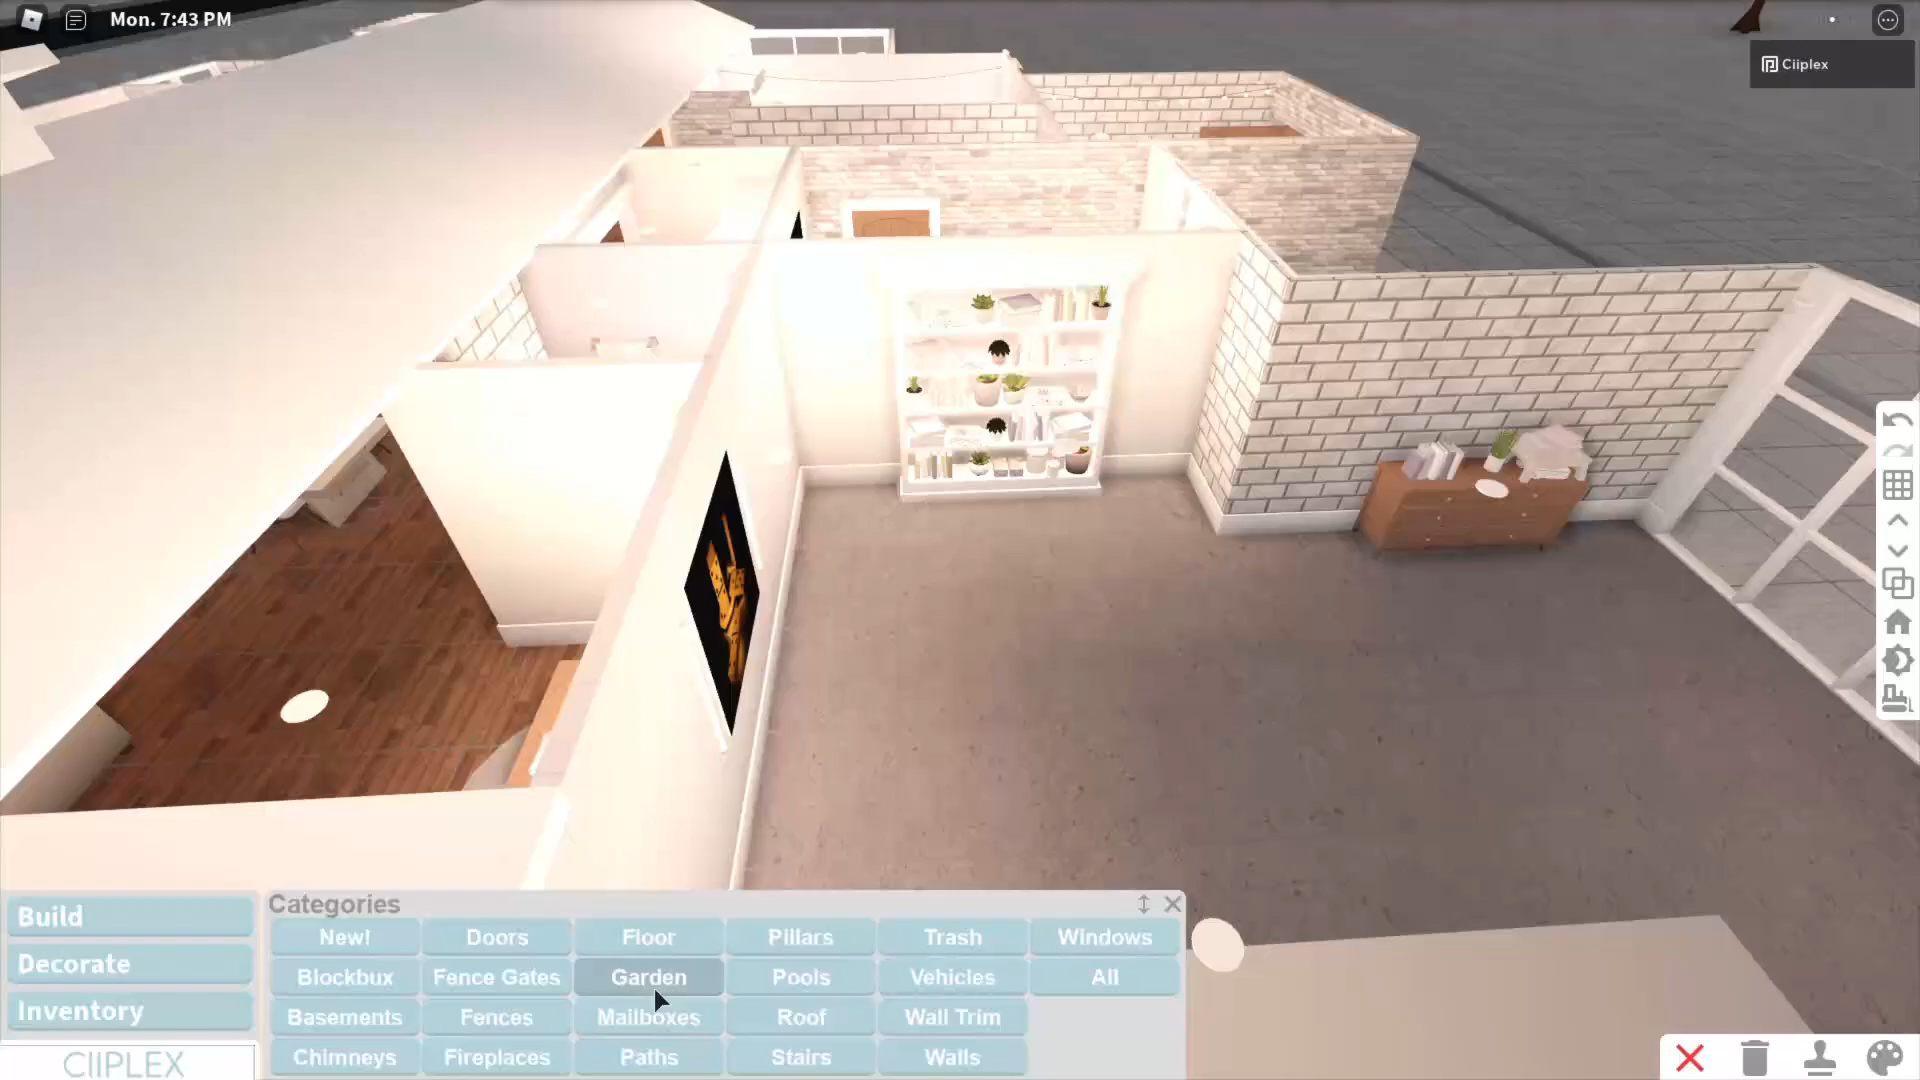 Mon. 7:43 PM
Ciiplex
Build
Decorate
Inventory
CIIPLEX
Categories
New!
Doors
Floor
Pillars
Trash
Windows
Blockbux
Fence Gates
Garden
Pools
Vehicles
All
Basements
Fences
Mailboxes
Roof
Wall Trim
Chimneys
Fireplaces
Paths
Stairs
Walls